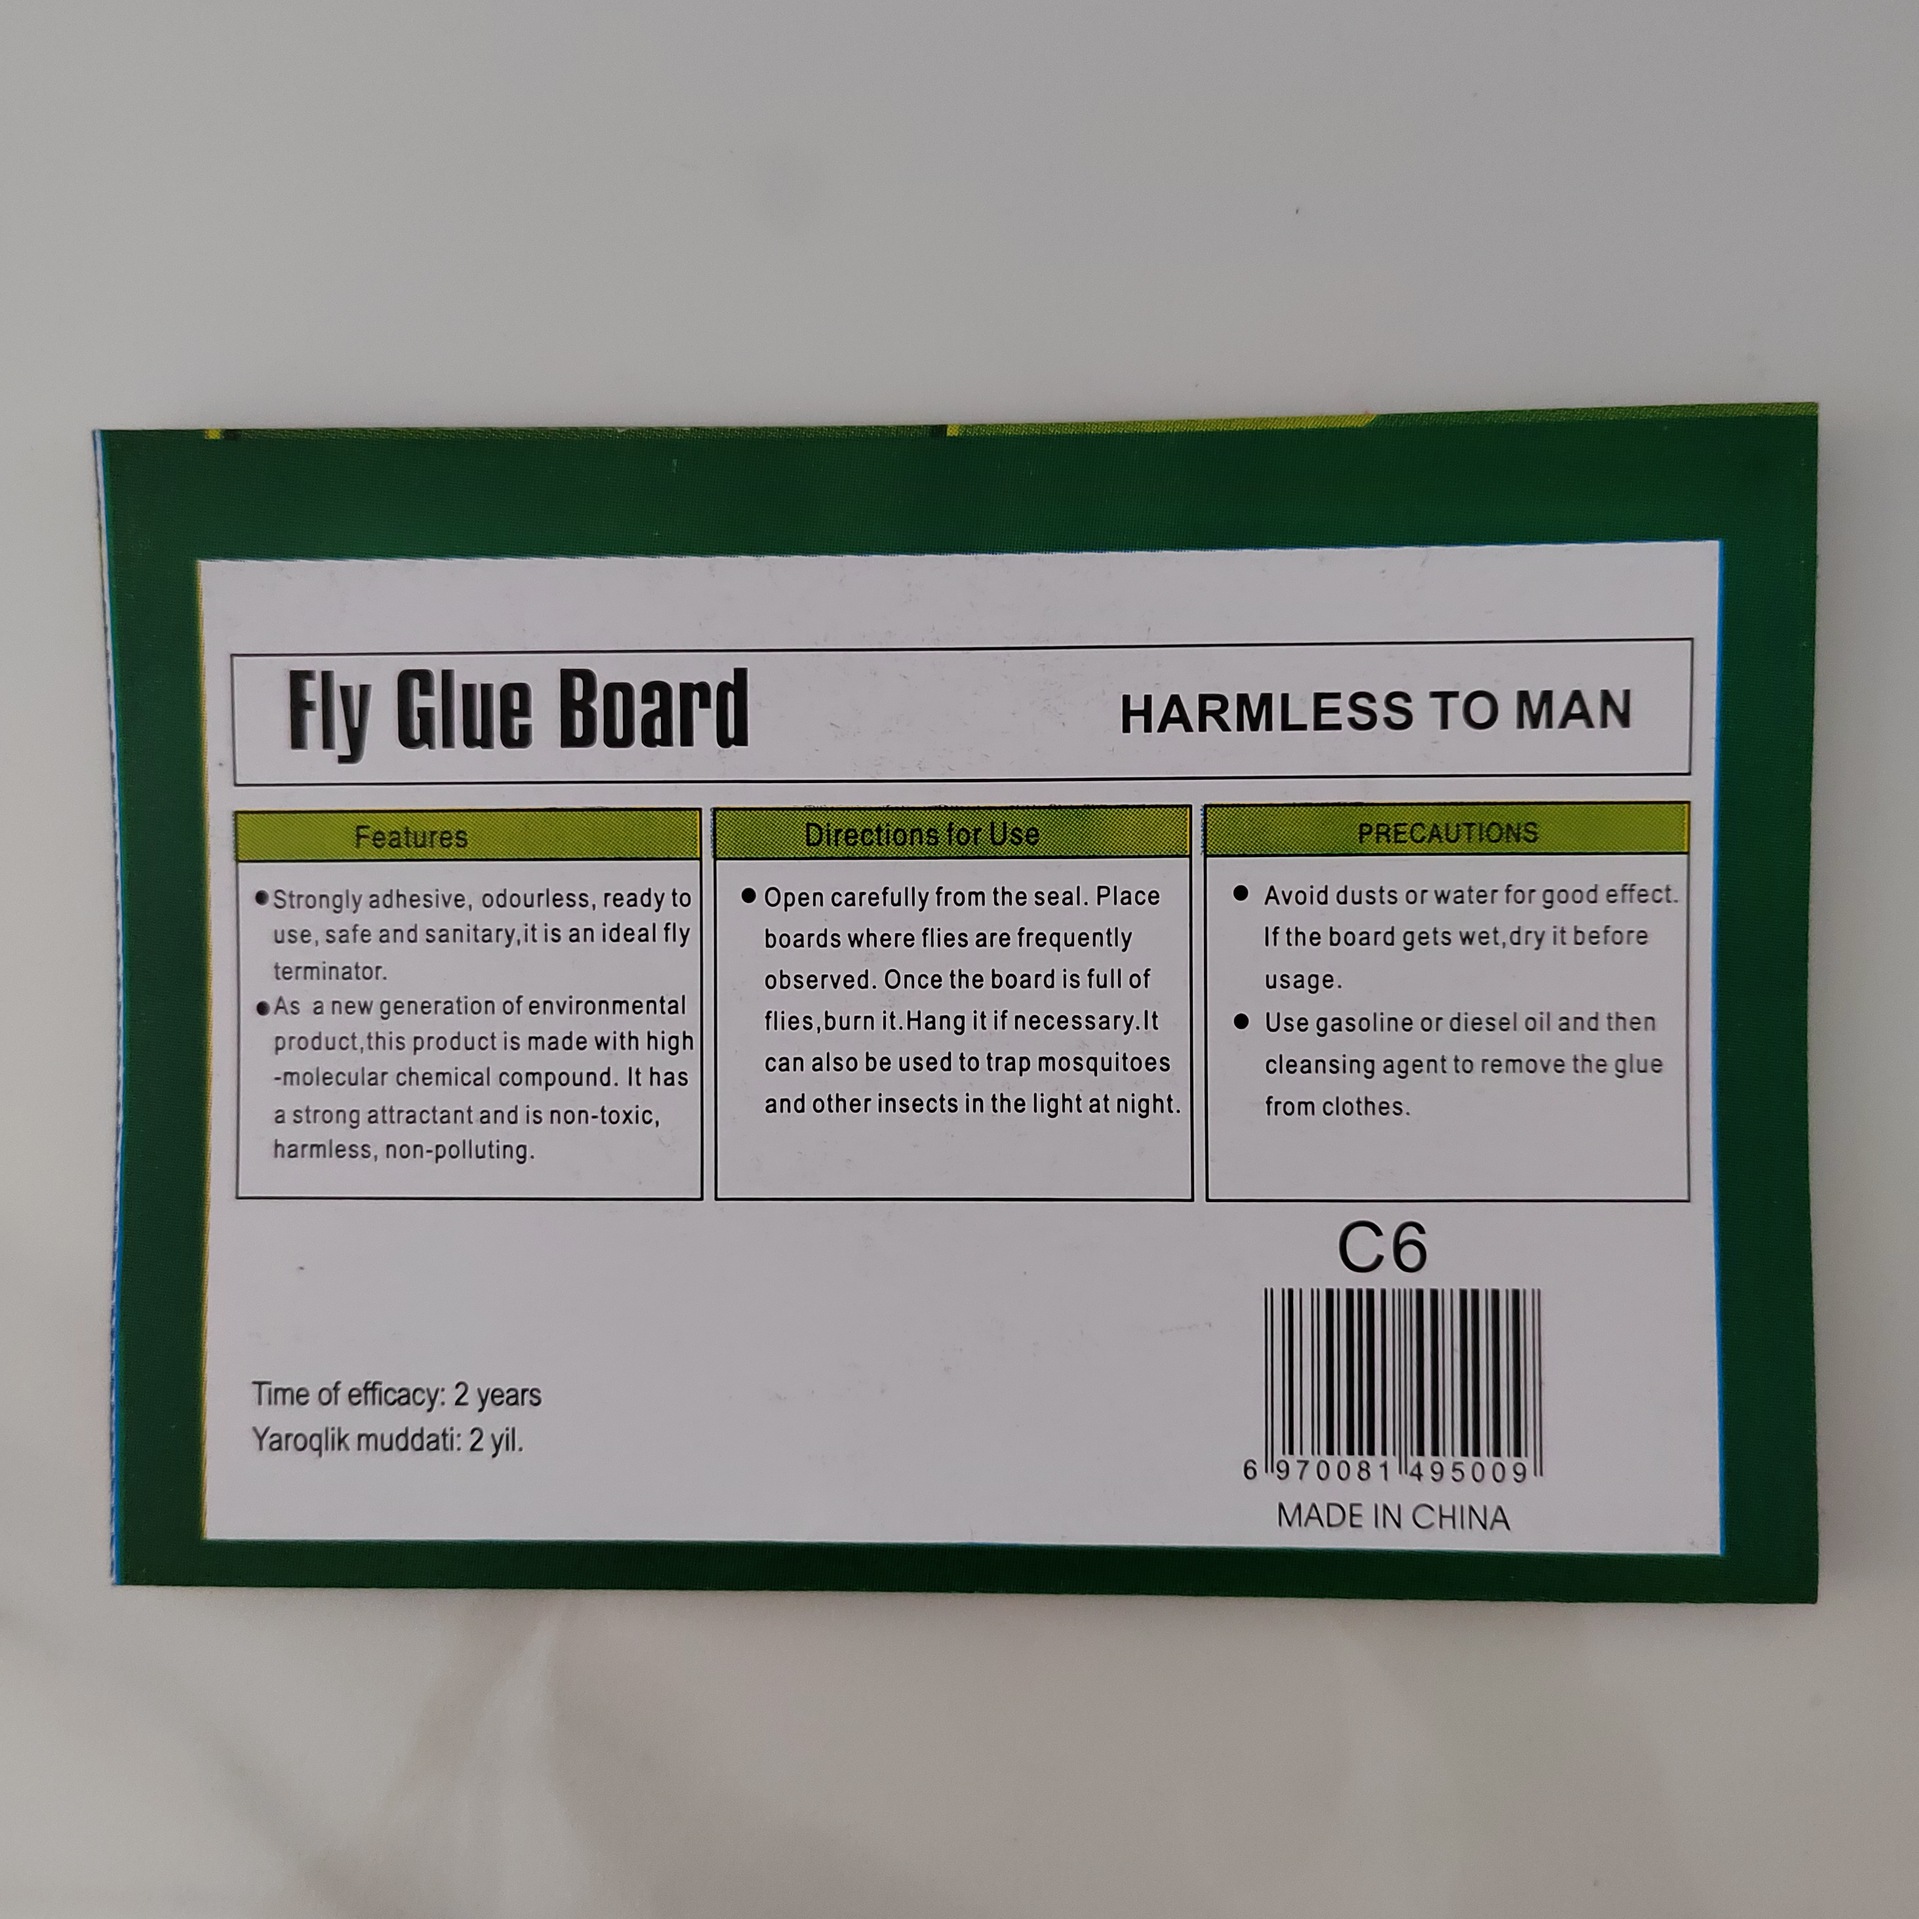 Fly Glue Board
HARMLESS TO MAN
Features
●Strongly adhesive, odourless, ready to
use, safe and sanitary,it is an ideal fly
terminator.
●As a new generation of environmental
product,this product is made with high
-molecular chemical compound. It has
a strong attractant and is non-toxic,
harmless, non-polluting.
Directions for Use
● Open carefully from the seal. Place
boards where flies are frequently
observed. Once the board is full of
flies,burn it.Hang it if necessary.It
can also be used to trap mosquitoes
and other insects in the light at night.
PRECAUTIONS
● Avoid dusts or water for good effect.
If the board gets wet,dry it before
usage.
● Use gasoline or diesel oil and then
cleansing agent to remove the glue
from clothes.
Time of efficacy: 2 years
Yaroqlik muddati: 2 yil.
C6
6 970081 495009
MADE IN CHINA